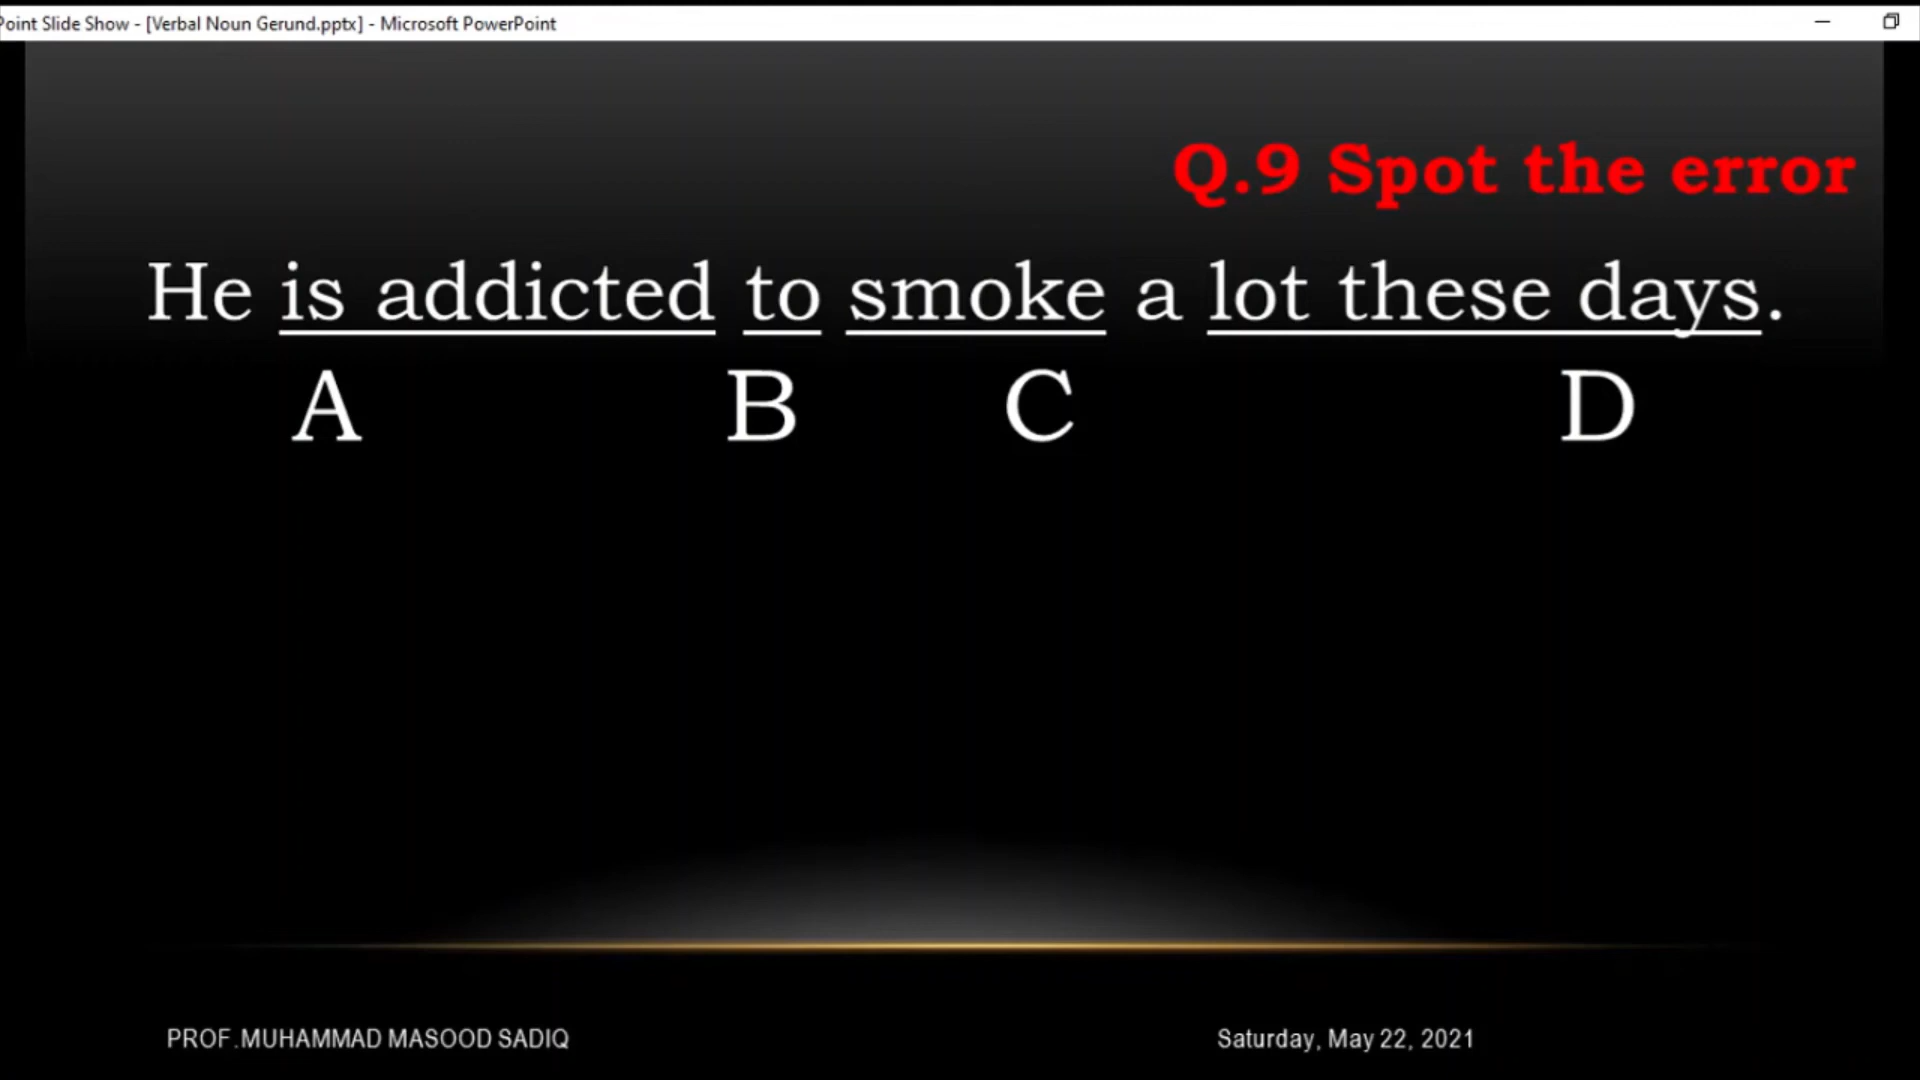 Point Slide Show - [Verbal Noun Gerund.pptx] - Microsoft PowerPoint
Q.9 Spot the error
He is addicted to smoke a lot these days.
A B C D
PROF.MUHAMMAD MASOOD SADIQ Saturday, May 22, 2021